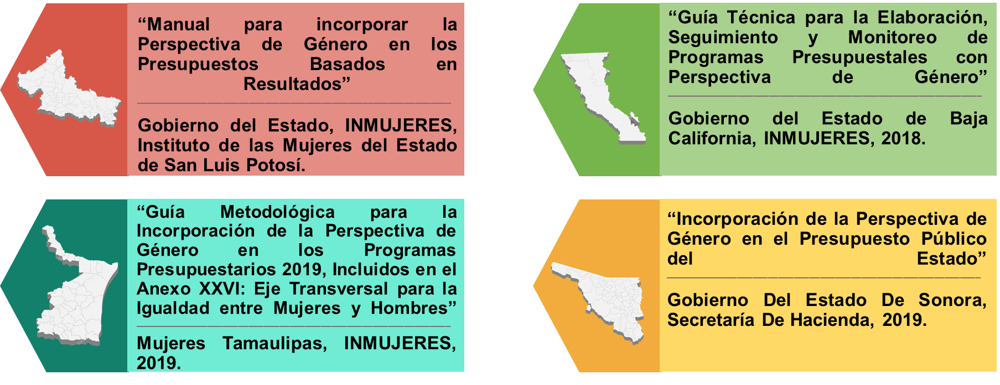 “Manual para incorporar la
Perspectiva de Género en los
Presupuestos Basados en
Resultados”
Gobierno del Estado, INMUJERES,
Instituto de las Mujeres del Estado
de San Luis Potosí.
“Guía Técnica para la Elaboración,
Seguimiento y Monitoreo de
Programas Presupuestales con
Perspectiva de Género”
Gobierno del Estado de Baja
California, INMUJERES, 2018.
“Guía Metodológica para la
Incorporación de la Perspectiva de
Género en los Programas
Presupuestarios 2019, Incluidos en el
Anexo XXVI: Eje Transversal para la
Igualdad entre Mujeres y Hombres”
Mujeres Tamaulipas, INMUJERES,
2019.
“Incorporación de la Perspectiva de
Género en el Presupuesto Público
del Estado”
Gobierno Del Estado De Sonora,
Secretaría De Hacienda, 2019.